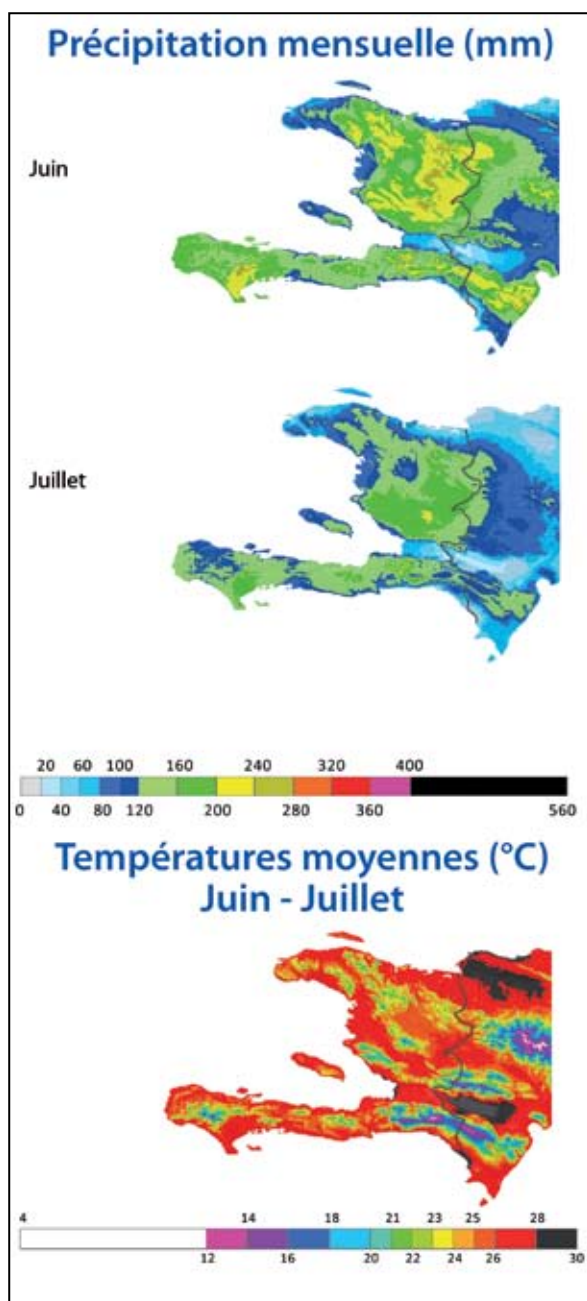 Précipitation mensuelle (mm)
Juin
Juillet
20 60 100 160 240 320 400
0 40 80 120 200 280 360 560
Températures moyennes (°C)
Juin - Juillet
4 14 18 21 23 25 28
12 16 20 22 24 26 30